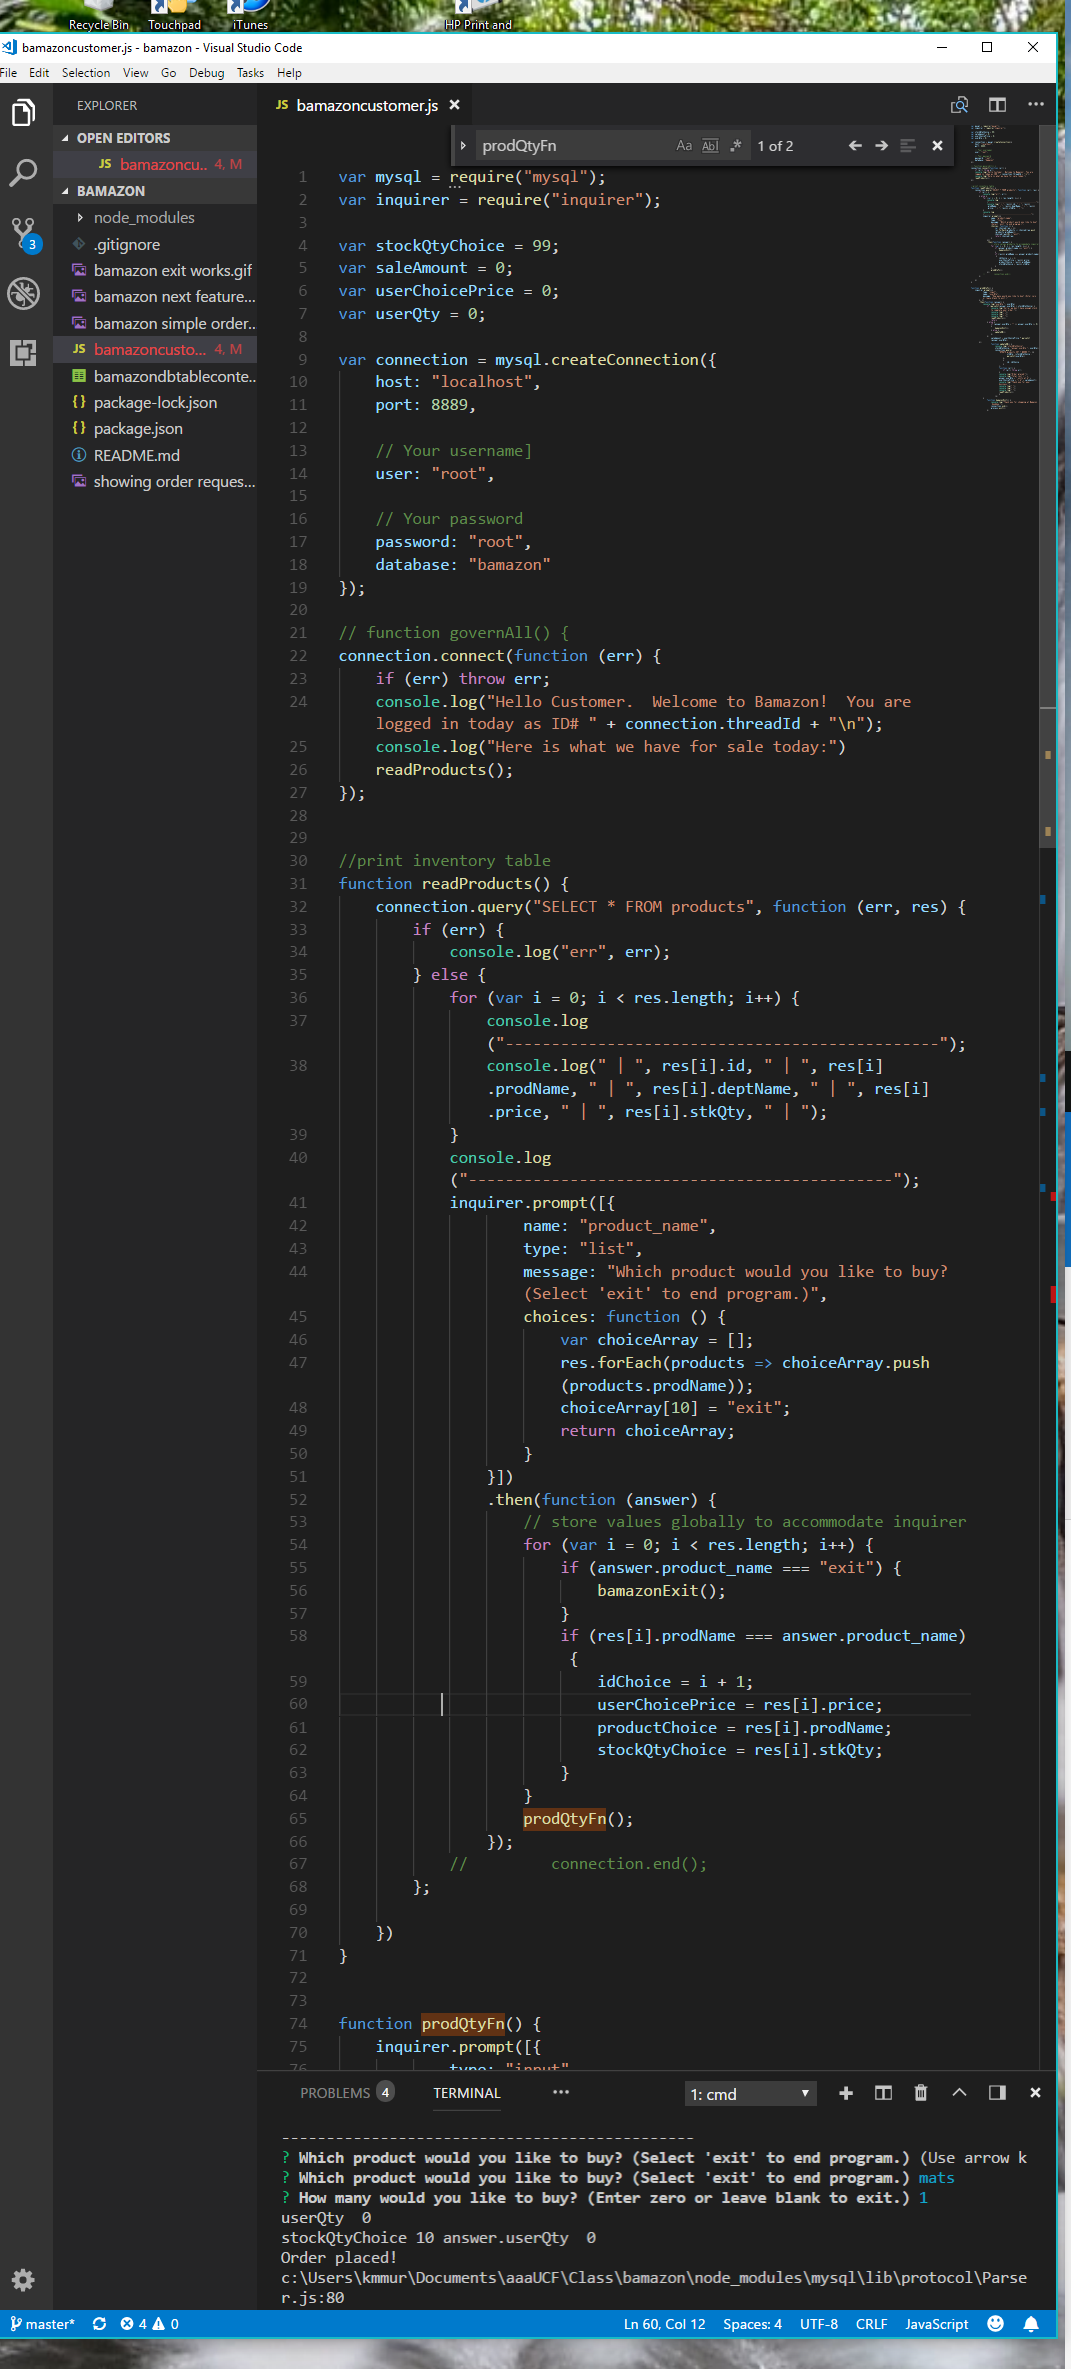 Recycle Bin
Touchpad
iTunes
HP Print and
bamazoncustomer.js - bamazon - Visual Studio Code
File Edit Selection View Go Debug Tasks Help
EXPLORER
OPEN EDITORS
JS bamazoncu.. 4, M
BAMAZON
node_modules
.gitignore
bamazon exit works.gif
bamazon next feature...
bamazon simple order..
JS bamazoncusto... 4, M
bamazondbtableconte..
{} package-lock.json
{} package.json
README.md
showing order reques...
3
JS bamazoncustomer.js
prodQtyFn Aa Abl .* 1 of 2
1 var mysql = require("mysql");
2 var inquirer = require("inquirer");
3
4 var stockQtyChoice = 99;
5 var saleAmount = 0;
6 var userChoicePrice = 0;
7 var userQty = 0;
8
9 var connection = mysql.createConnection({
10 host: "localhost",
11 port: 8889,
12
13 // Your username]
14 user: "root",
15
16 // Your password
17 password: "root",
18 database: "bamazon"
19 });
20
21 // function governAll() {
22 connection.connect(function (err) {
23 if (err) throw err;
24 console.log("Hello Customer.  Welcome to Bamazon!  You are
logged in today as ID# " + connection.threadId + "\n");
25 console.log("Here is what we have for sale today:")
26 readProducts();
27 });
28
29
30 //print inventory table
31 function readProducts() {
32 connection.query("SELECT * FROM products", function (err, res) {
33 if (err) {
34 console.log("err", err);
35 } else {
36 for (var i = 0; i < res.length; i++) {
37 console.log
("-----------------------------------------------");
38 console.log(" | ", res[i].id, " | ", res[i]
.prodName, " | ", res[i].deptName, " | ", res[i]
.price, " | ", res[i].stkQty, " | ");
39 }
40 console.log
("----------------------------------------------");
41 inquirer.prompt([{
42 name: "product_name",
43 type: "list",
44 message: "Which product would you like to buy?
(Select 'exit' to end program.)",
45 choices: function () {
46 var choiceArray = [];
47 res.forEach(products => choiceArray.push
(products.prodName));
48 choiceArray[10] = "exit";
49 return choiceArray;
50 }
51 }])
52 .then(function (answer) {
53 // store values globally to accommodate inquirer
54 for (var i = 0; i < res.length; i++) {
55 if (answer.product_name === "exit") {
56 bamazonExit();
57 }
58 if (res[i].prodName === answer.product_name)
{
59 idChoice = i + 1;
60 userChoicePrice = res[i].price;
61 productChoice = res[i].prodName;
62 stockQtyChoice = res[i].stkQty;
63 }
64 }
65 prodQtyFn();
66 });
67 //         connection.end();
68 };
69
70 })
71 }
72
73
74 function prodQtyFn() {
75 inquirer.prompt([{
76 type: "input"
PROBLEMS 4 TERMINAL ... 1: cmd
------------------------------------------------
? Which product would you like to buy? (Select 'exit' to end program.) (Use arrow k
? Which product would you like to buy? (Select 'exit' to end program.) mats
? How many would you like to buy? (Enter zero or leave blank to exit.) 1
userQty  0
stockQtyChoice 10 answer.userQty  0
Order placed!
c:\Users\kmmur\Documents\aaaUCF\Class\bamazon\node_modules\mysql\lib\protocol\Parse
r.js:80
master* 4 0 Ln 60, Col 12 Spaces: 4 UTF-8 CRLF JavaScript